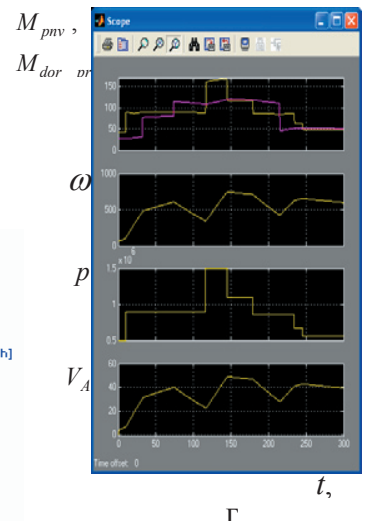 M_pnv ,
M_dor_pr
Scope
150
100
50
0
ω
1000
500
0
x 10^6
p
1.5
1
0.5
h]
V_A
60
40
20
0
0 50 100 150 200 250 300
Time offset: 0
t,
Г